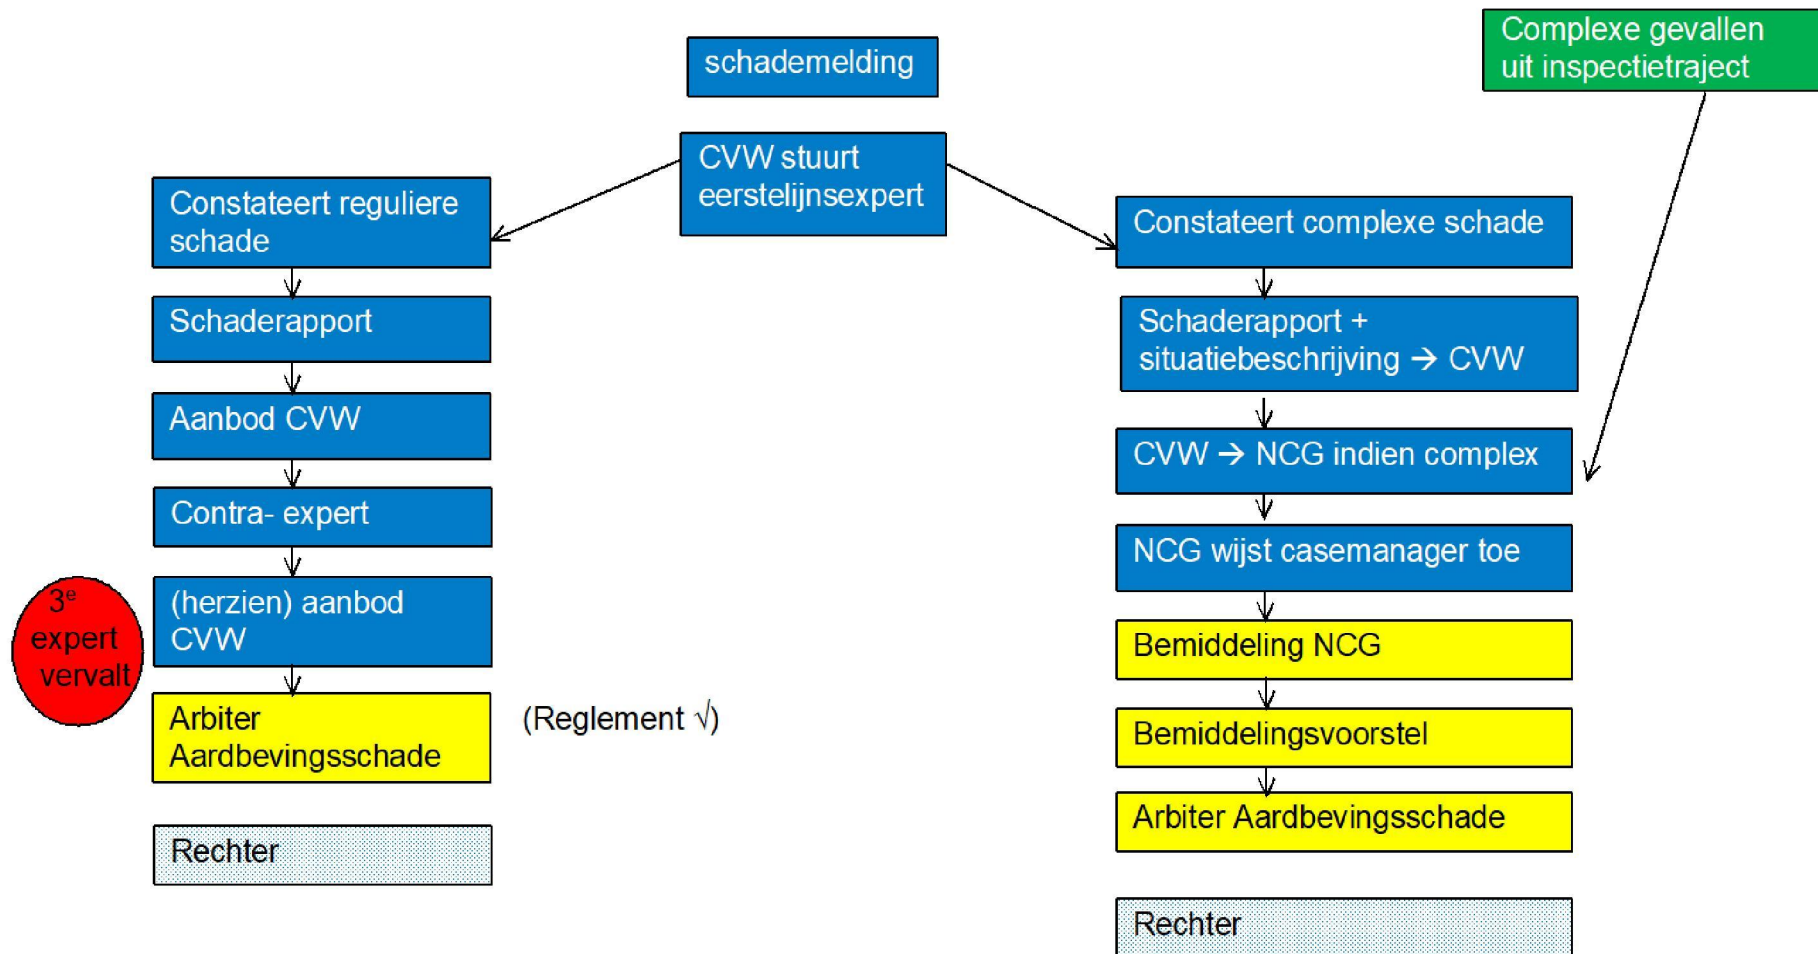 schademelding
Complexe gevallen
uit inspectietraject
CVW stuurt
eerstelijnsexpert
Constateert reguliere
schade
Schaderapport
Aanbod CVW
Contra- expert
(herzien) aanbod
CVW
3e
expert
vervalt
Arbiter
Aardbevingsschade
(Reglement √)
Rechter
Constateert complexe schade
Schaderapport +
situatiebeschrijving → CVW
CVW → NCG indien complex
NCG wijst casemanager toe
Bemiddeling NCG
Bemiddelingsvoorstel
Arbiter Aardbevingsschade
Rechter